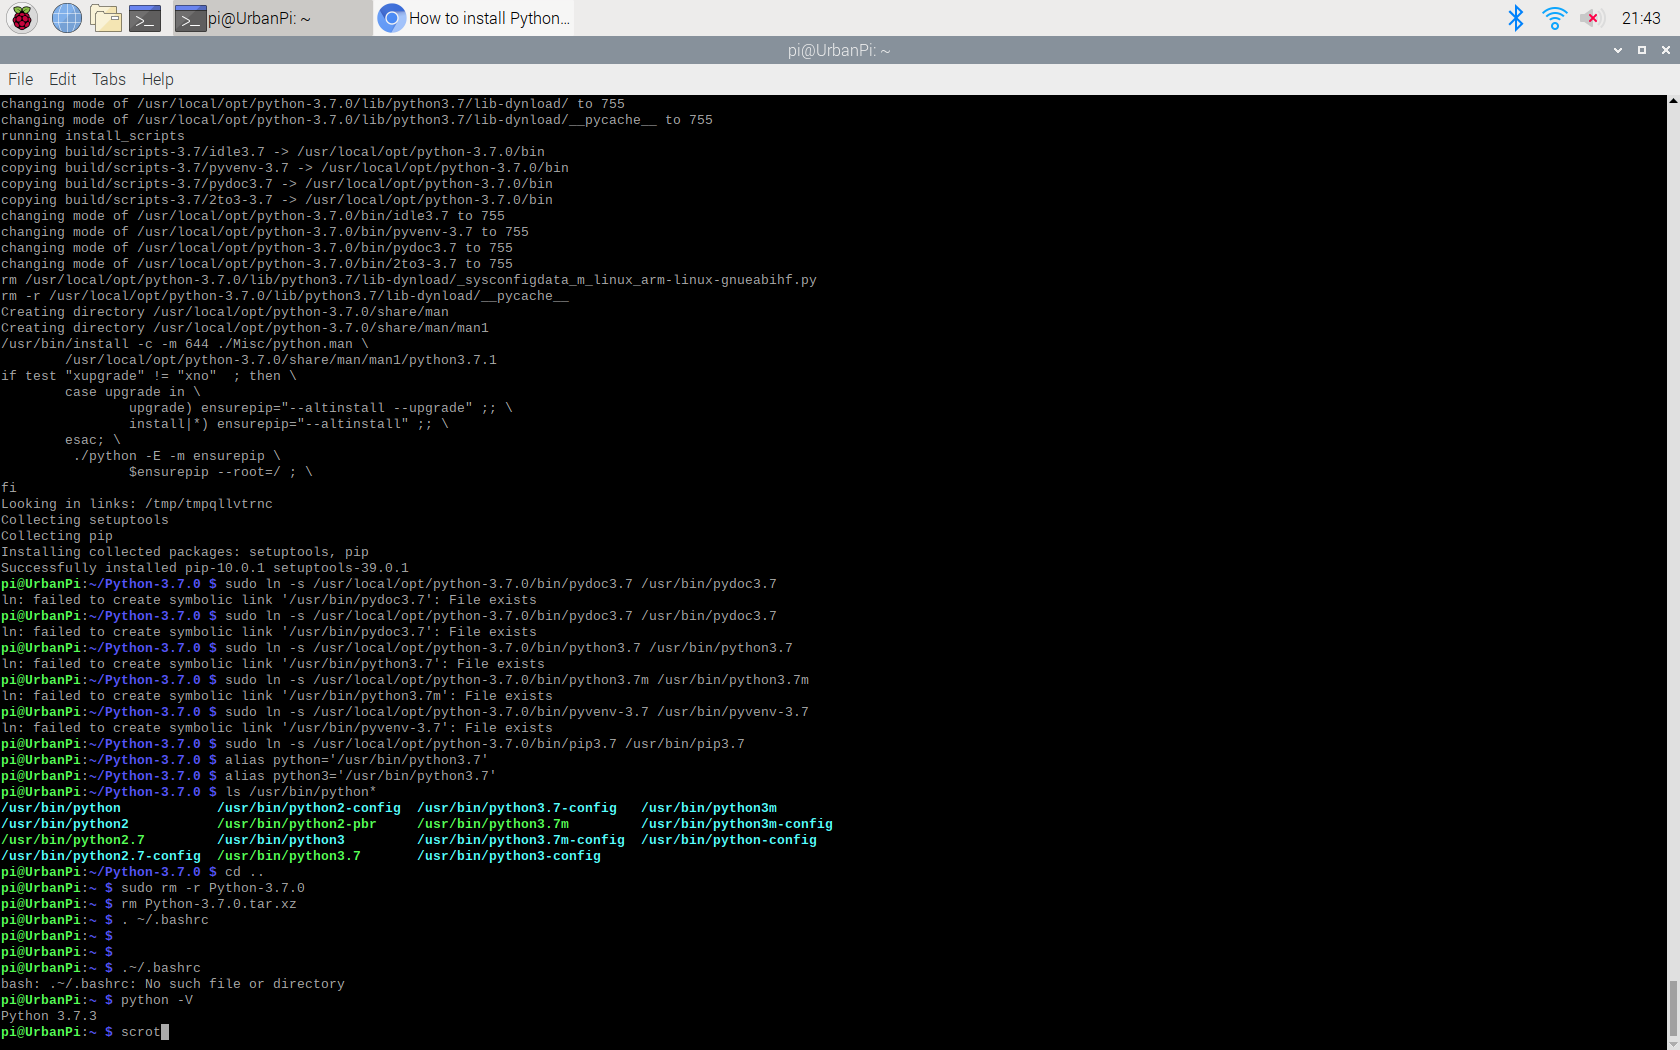 pi@UrbanPi: ~
How to install Python...
21:43
pi@UrbanPi: ~
File Edit Tabs Help
changing mode of /usr/local/opt/python-3.7.0/lib/python3.7/lib-dynload/ to 755
changing mode of /usr/local/opt/python-3.7.0/lib/python3.7/lib-dynload/__pycache__ to 755
running install_scripts
copying build/scripts-3.7/idle3.7 -> /usr/local/opt/python-3.7.0/bin
copying build/scripts-3.7/pyvenv-3.7 -> /usr/local/opt/python-3.7.0/bin
copying build/scripts-3.7/pydoc3.7 -> /usr/local/opt/python-3.7.0/bin
copying build/scripts-3.7/2to3-3.7 -> /usr/local/opt/python-3.7.0/bin
changing mode of /usr/local/opt/python-3.7.0/bin/idle3.7 to 755
changing mode of /usr/local/opt/python-3.7.0/bin/pyvenv-3.7 to 755
changing mode of /usr/local/opt/python-3.7.0/bin/pydoc3.7 to 755
changing mode of /usr/local/opt/python-3.7.0/bin/2to3-3.7 to 755
rm /usr/local/opt/python-3.7.0/lib/python3.7/lib-dynload/_sysconfigdata_m_linux_arm-linux-gnueabihf.py
rm -r /usr/local/opt/python-3.7.0/lib/python3.7/lib-dynload/__pycache__
Creating directory /usr/local/opt/python-3.7.0/share/man
Creating directory /usr/local/opt/python-3.7.0/share/man/man1
/usr/bin/install -c -m 644 ./Misc/python.man \
        /usr/local/opt/python-3.7.0/share/man/man1/python3.7.1
if test "xupgrade" != "xno"  ; then \
        case upgrade in \
                upgrade) ensurepip="--altinstall --upgrade" ;; \
                install|*) ensurepip="--altinstall" ;; \
        esac; \
         ./python -E -m ensurepip \
                $ensurepip --root=/ ; \
fi
Looking in links: /tmp/tmpqllvtrnc
Collecting setuptools
Collecting pip
Installing collected packages: setuptools, pip
Successfully installed pip-10.0.1 setuptools-39.0.1
pi@UrbanPi:~/Python-3.7.0 $ sudo ln -s /usr/local/opt/python-3.7.0/bin/pydoc3.7 /usr/bin/pydoc3.7
ln: failed to create symbolic link '/usr/bin/pydoc3.7': File exists
pi@UrbanPi:~/Python-3.7.0 $ sudo ln -s /usr/local/opt/python-3.7.0/bin/pydoc3.7 /usr/bin/pydoc3.7
ln: failed to create symbolic link '/usr/bin/pydoc3.7': File exists
pi@UrbanPi:~/Python-3.7.0 $ sudo ln -s /usr/local/opt/python-3.7.0/bin/python3.7 /usr/bin/python3.7
ln: failed to create symbolic link '/usr/bin/python3.7': File exists
pi@UrbanPi:~/Python-3.7.0 $ sudo ln -s /usr/local/opt/python-3.7.0/bin/python3.7m /usr/bin/python3.7m
ln: failed to create symbolic link '/usr/bin/python3.7m': File exists
pi@UrbanPi:~/Python-3.7.0 $ sudo ln -s /usr/local/opt/python-3.7.0/bin/pyvenv-3.7 /usr/bin/pyvenv-3.7
ln: failed to create symbolic link '/usr/bin/pyvenv-3.7': File exists
pi@UrbanPi:~/Python-3.7.0 $ sudo ln -s /usr/local/opt/python-3.7.0/bin/pip3.7 /usr/bin/pip3.7
pi@UrbanPi:~/Python-3.7.0 $ alias python='/usr/bin/python3.7'
pi@UrbanPi:~/Python-3.7.0 $ alias python3='/usr/bin/python3.7'
pi@UrbanPi:~/Python-3.7.0 $ ls /usr/bin/python*
/usr/bin/python            /usr/bin/python2-config  /usr/bin/python3.7-config   /usr/bin/python3m
/usr/bin/python2           /usr/bin/python2-pbr     /usr/bin/python3.7m         /usr/bin/python3m-config
/usr/bin/python2.7         /usr/bin/python3         /usr/bin/python3.7m-config  /usr/bin/python-config
/usr/bin/python2.7-config  /usr/bin/python3.7       /usr/bin/python3-config
pi@UrbanPi:~/Python-3.7.0 $ cd ..
pi@UrbanPi:~ $ sudo rm -r Python-3.7.0
pi@UrbanPi:~ $ rm Python-3.7.0.tar.xz
pi@UrbanPi:~ $ . ~/.bashrc
pi@UrbanPi:~ $
pi@UrbanPi:~ $
pi@UrbanPi:~ $ .~/.bashrc
bash: .~/.bashrc: No such file or directory
pi@UrbanPi:~ $ python -V
Python 3.7.3
pi@UrbanPi:~ $ scrot